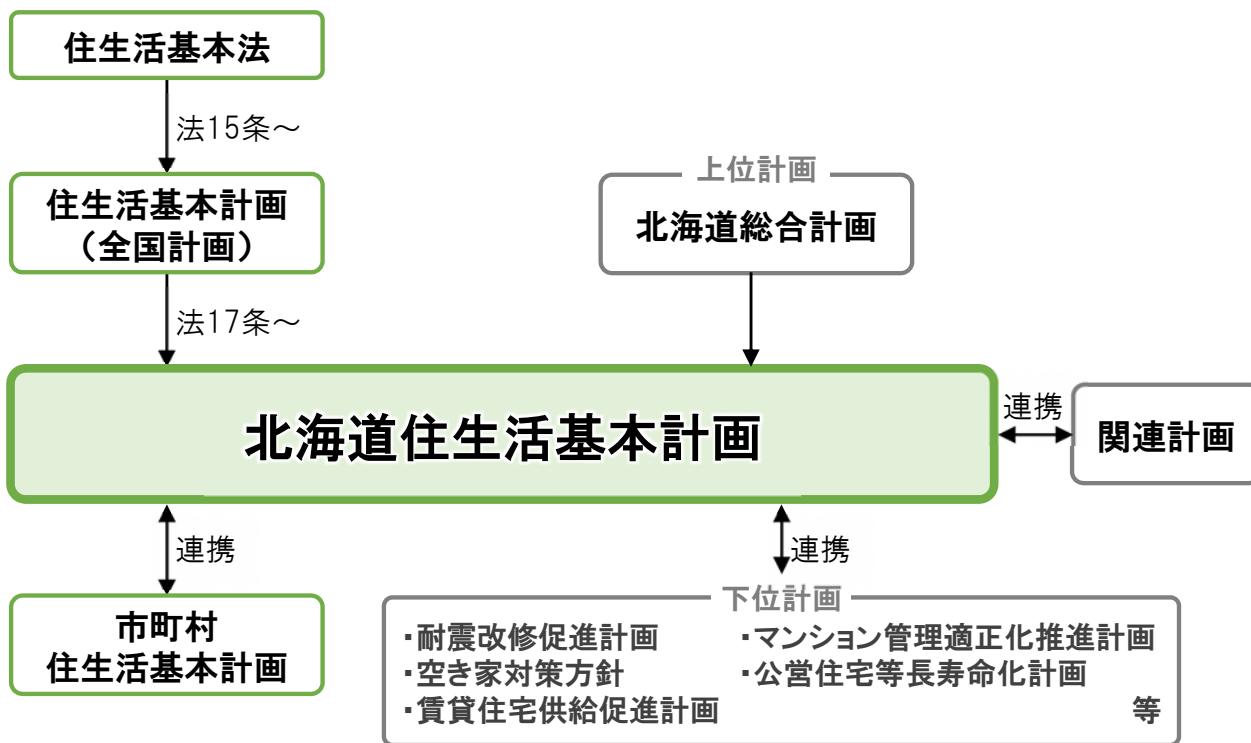 住生活基本法
法15条~
住生活基本計画
（全国計画）
上位計画
北海道総合計画
法17条~
北海道住生活基本計画
連携
関連計画
連携
市町村
住生活基本計画
連携
下位計画
・耐震改修促進計画
・空き家対策方針
・賃貸住宅供給促進計画
・マンション管理適正化推進計画
・公営住宅等長寿命化計画
等